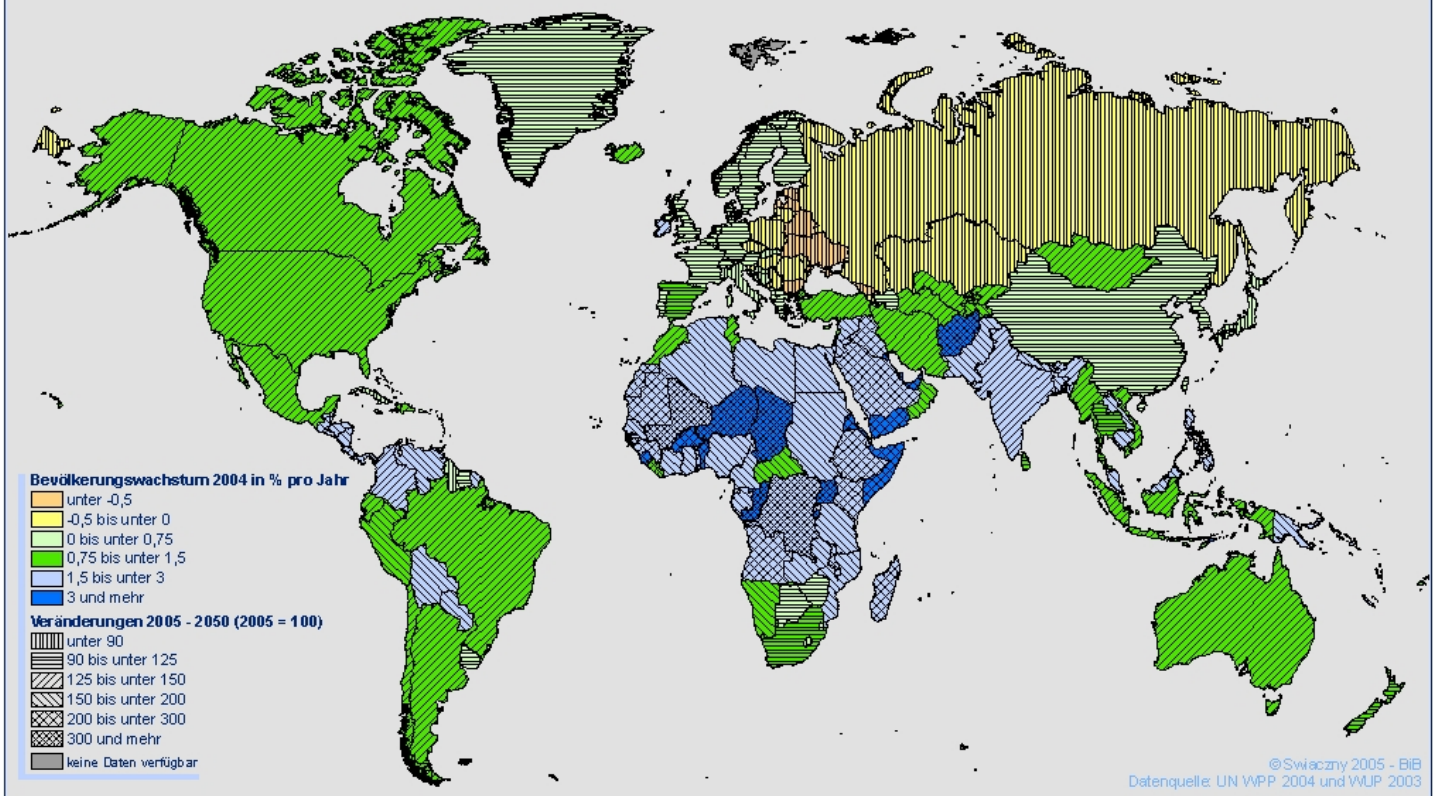 Bevölkerungswachstum 2004 in % pro Jahr
unter -0,5
-0,5 bis unter 0
0 bis unter 0,75
0,75 bis unter 1,5
1,5 bis unter 3
3 und mehr
Veränderungen 2005 - 2050 (2005 = 100)
unter 90
90 bis unter 125
125 bis unter 150
150 bis unter 200
200 bis unter 300
300 und mehr
keine Daten verfügbar
©Swiaczny 2005 - BiB
Datenquelle: UN WPP 2004 und WUP 2003